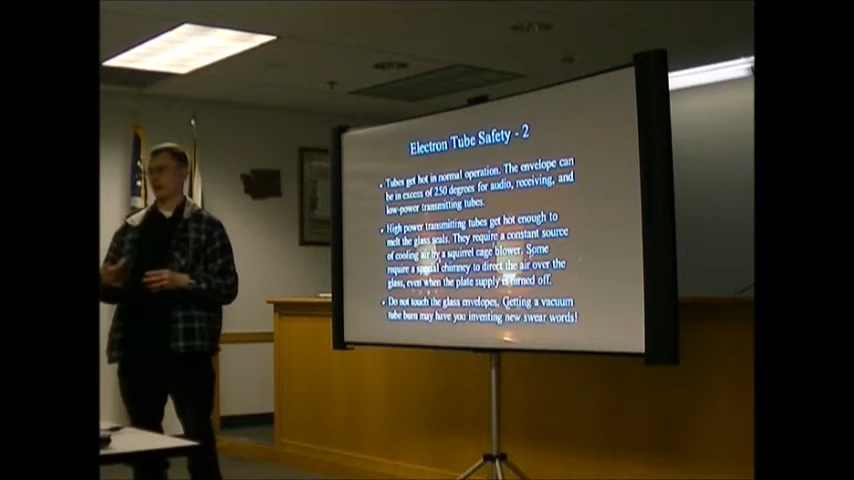 Electron Tube Safety - 2
• Tubes get hot in normal operation. The envelope can
be in excess of 250 degrees for audio, receiving, and
low-power transmitting tubes.
• High power transmitting tubes get hot enough to
melt the glass seals. They require a constant source
of cooling air by a squirrel cage blower. Some
require a special chimney to direct the air over the
glass, even when the plate supply is turned off.
• Do not touch the glass envelopes. Getting a vacuum
tube burn may have you inventing new swear words!